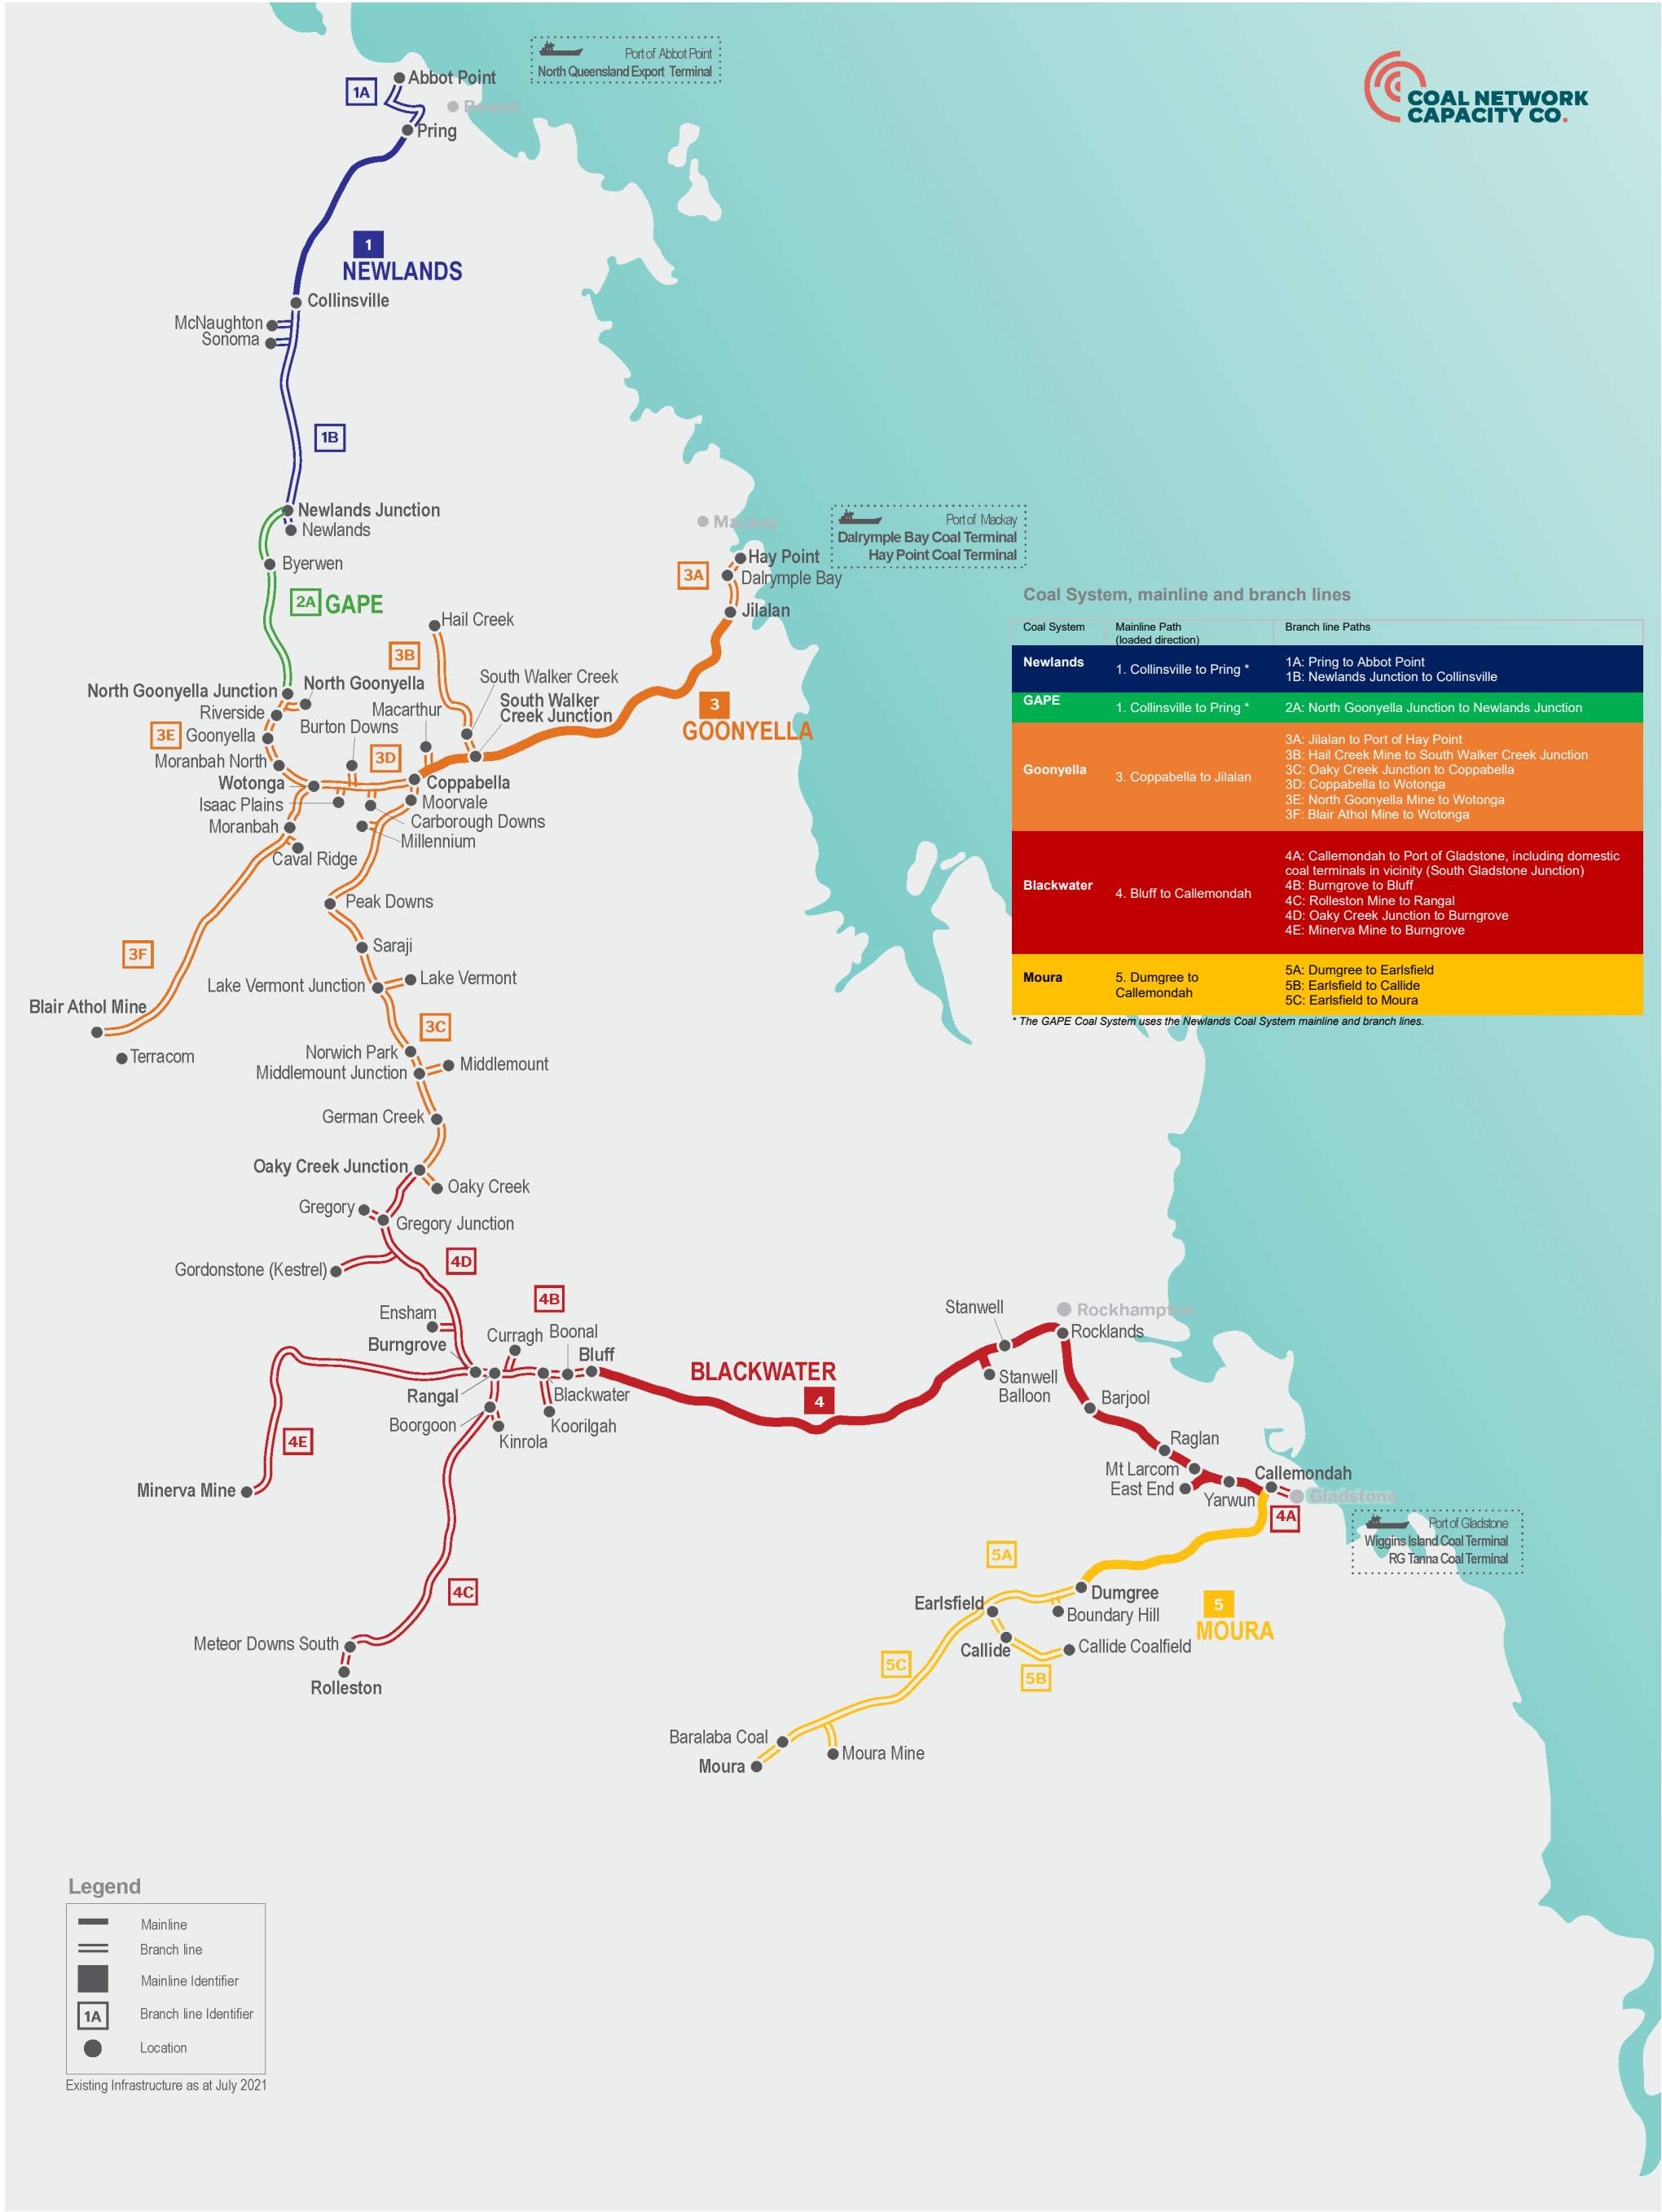 Port of Abbot Point
North Queensland Export Terminal
COAL NETWORK
CAPACITY CO.
Abbot Point
1A
Bowen
Pring
1
NEWLANDS
Collinsville
McNaughton
Sonoma
1B
Newlands Junction
Newlands
Byerwen
2A GAPE
Mackay
Port of Mackay
Dalrymple Bay Coal Terminal
Hay Point Coal Terminal
Hay Point
3A
Dalrymple Bay
Jilalan
Hail Creek
3B
South Walker Creek
South Walker
Creek Junction
3
GOONYELLA
North Goonyella Junction
North Goonyella
Riverside
Macarthur
Burton Downs
3E
Goonyella
3D
Moranbah North
Wotonga
Coppabella
Isaac Plains
Moorvale
Moranbah
Carborough Downs
Millennium
Caval Ridge
Peak Downs
3F
Saraji
Lake Vermont Junction
Lake Vermont
Blair Athol Mine
3C
Terracom
Norwich Park
Middlemount Junction
Middlemount
German Creek
Oaky Creek Junction
Oaky Creek
Gregory
Gregory Junction
4D
Gordonstone (Kestrel)
4B
Ensham
Burngrove
Curragh
Boonal
Bluff
Rangal
Blackwater
Boorgoon
Koorilgah
Kinrola
4E
Minerva Mine
4C
Meteor Downs South
Rolleston
BLACKWATER
4
Stanwell
Rockhampton
Rocklands
Stanwell
Balloon
Barjool
Raglan
Mt Larcom
East End
Yarwun
Callemondah
Gladstone
4A
Port of Gladstone
Wiggins Island Coal Terminal
RG Tanna Coal Terminal
5A
Dumgree
Earlsfield
Boundary Hill
5
MOURA
Callide
Callide Coalfield
5B
5C
Baralaba Coal
Moura Mine
Moura
Coal System, mainline and branch lines
Coal System
Mainline Path
(loaded direction)
Branch line Paths
Newlands
1. Collinsville to Pring *
1A: Pring to Abbot Point
1B: Newlands Junction to Collinsville
GAPE
1. Collinsville to Pring *
2A: North Goonyella Junction to Newlands Junction
Goonyella
3. Coppabella to Jilalan
3A: Jilalan to Port of Hay Point
3B: Hail Creek Mine to South Walker Creek Junction
3C: Oaky Creek Junction to Coppabella
3D: Coppabella to Wotonga
3E: North Goonyella Mine to Wotonga
3F: Blair Athol Mine to Wotonga
Blackwater
4. Bluff to Callemondah
4A: Callemondah to Port of Gladstone, including domestic
coal terminals in vicinity (South Gladstone Junction)
4B: Burngrove to Bluff
4C: Rolleston Mine to Rangal
4D: Oaky Creek Junction to Burngrove
4E: Minerva Mine to Burngrove
Moura
5. Dumgree to
Callemondah
5A: Dumgree to Earlsfield
5B: Earlsfield to Callide
5C: Earlsfield to Moura
* The GAPE Coal System uses the Newlands Coal System mainline and branch lines.
Legend
Mainline
Branch line
Mainline Identifier
1A
Branch line Identifier
Location
Existing Infrastructure as at July 2021